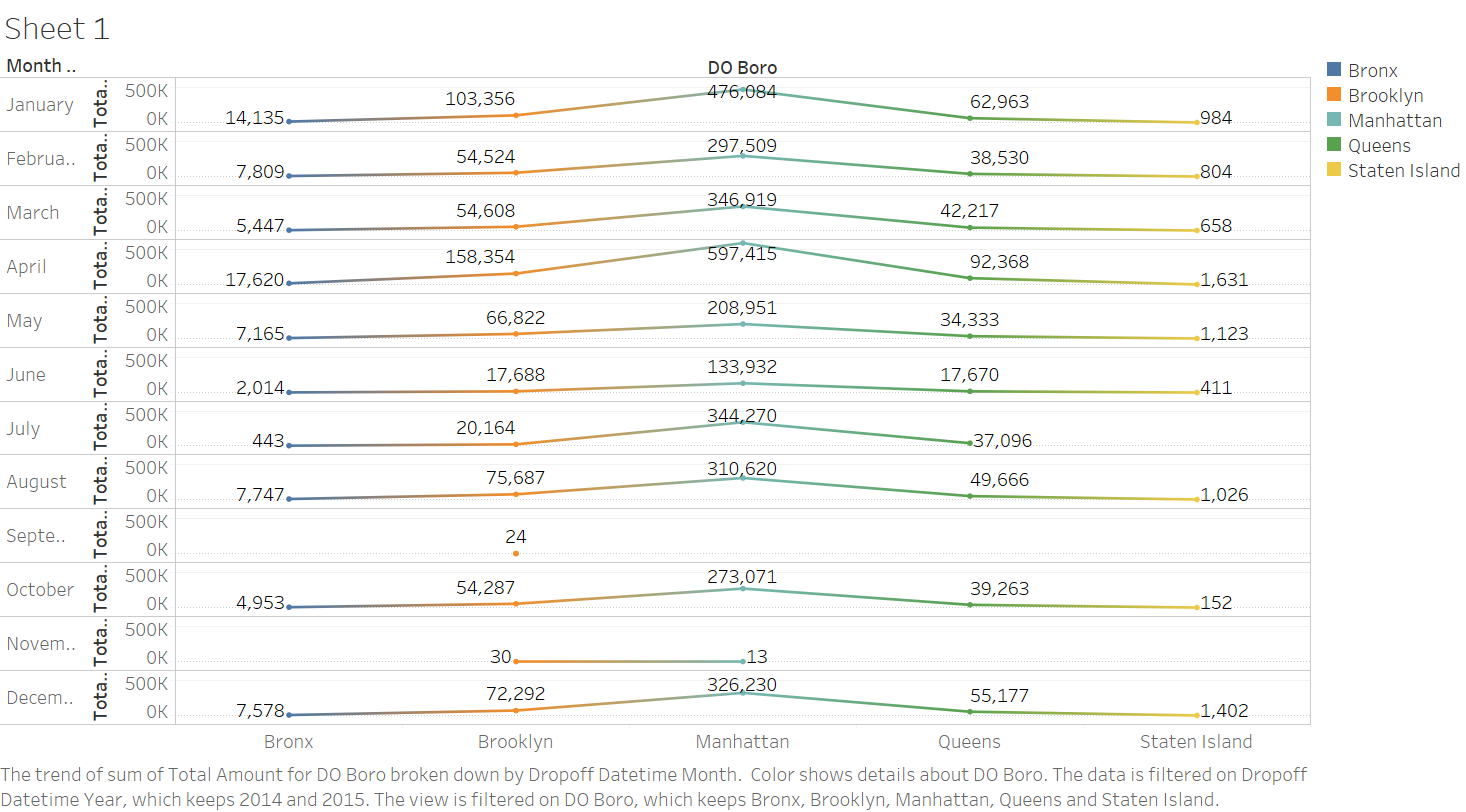 Sheet 1
Month ..
DO Boro
Bronx
Brooklyn
Manhattan
Queens
Staten Island
January Tota.. 500K 0K 14,135 103,356 476,084 62,963 984
Februa.. Tota.. 500K 0K 7,809 54,524 297,509 38,530 804
March Tota.. 500K 0K 5,447 54,608 346,919 42,217 658
April Tota.. 500K 0K 17,620 158,354 597,415 92,368 1,631
May Tota.. 500K 0K 7,165 66,822 208,951 34,333 1,123
June Tota.. 500K 0K 2,014 17,688 133,932 17,670 411
July Tota.. 500K 0K 443 20,164 344,270 37,096
August Tota.. 500K 0K 7,747 75,687 310,620 49,666 1,026
Septe.. Tota.. 500K 0K 24
October Tota.. 500K 0K 4,953 54,287 273,071 39,263 152
Novem.. Tota.. 500K 0K 30 13
Decem.. Tota.. 500K 0K 7,578 72,292 326,230 55,177 1,402
Bronx Brooklyn Manhattan Queens Staten Island
The trend of sum of Total Amount for DO Boro broken down by Dropoff Datetime Month. Color shows details about DO Boro. The data is filtered on Dropoff
Datetime Year, which keeps 2014 and 2015. The view is filtered on DO Boro, which keeps Bronx, Brooklyn, Manhattan, Queens and Staten Island.